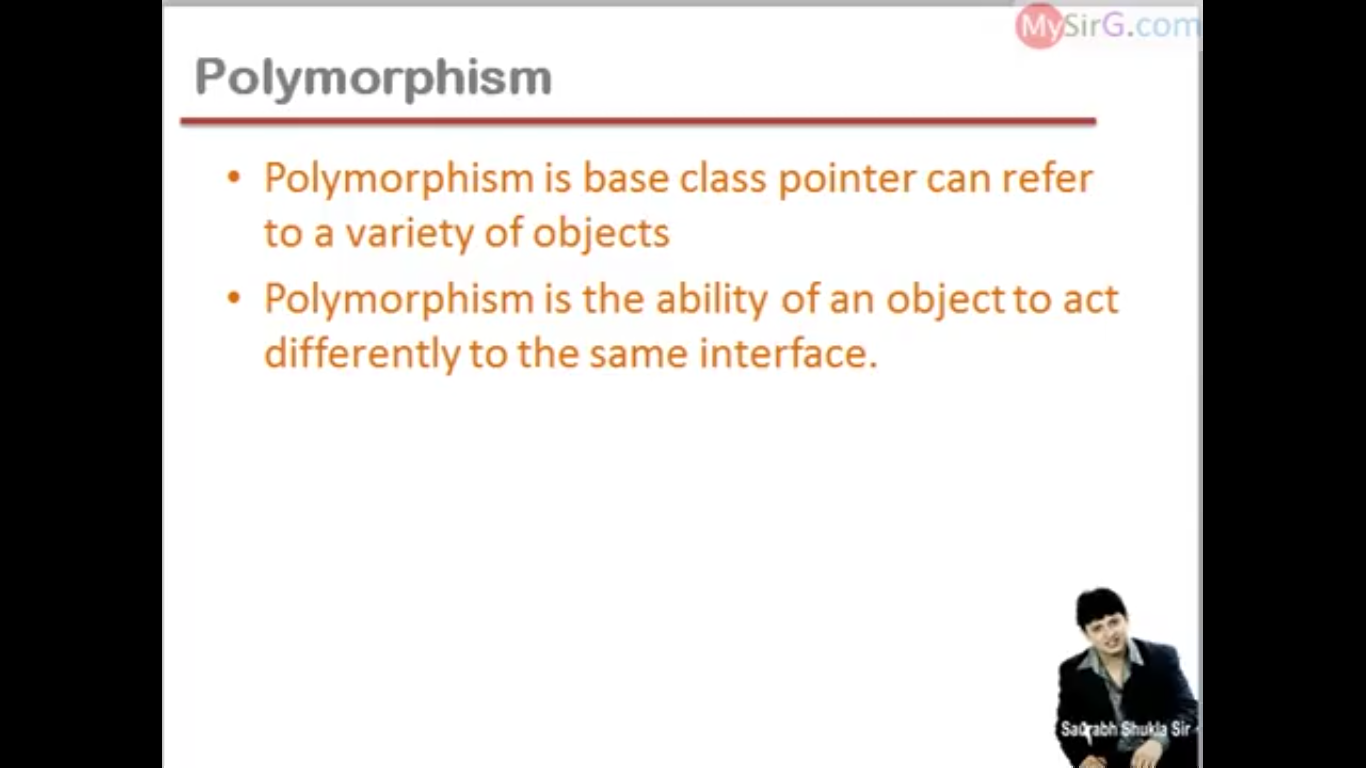 MySirG.com
Polymorphism
• Polymorphism is base class pointer can refer
to a variety of objects
• Polymorphism is the ability of an object to act
differently to the same interface.
Saurabh Shukla Sir